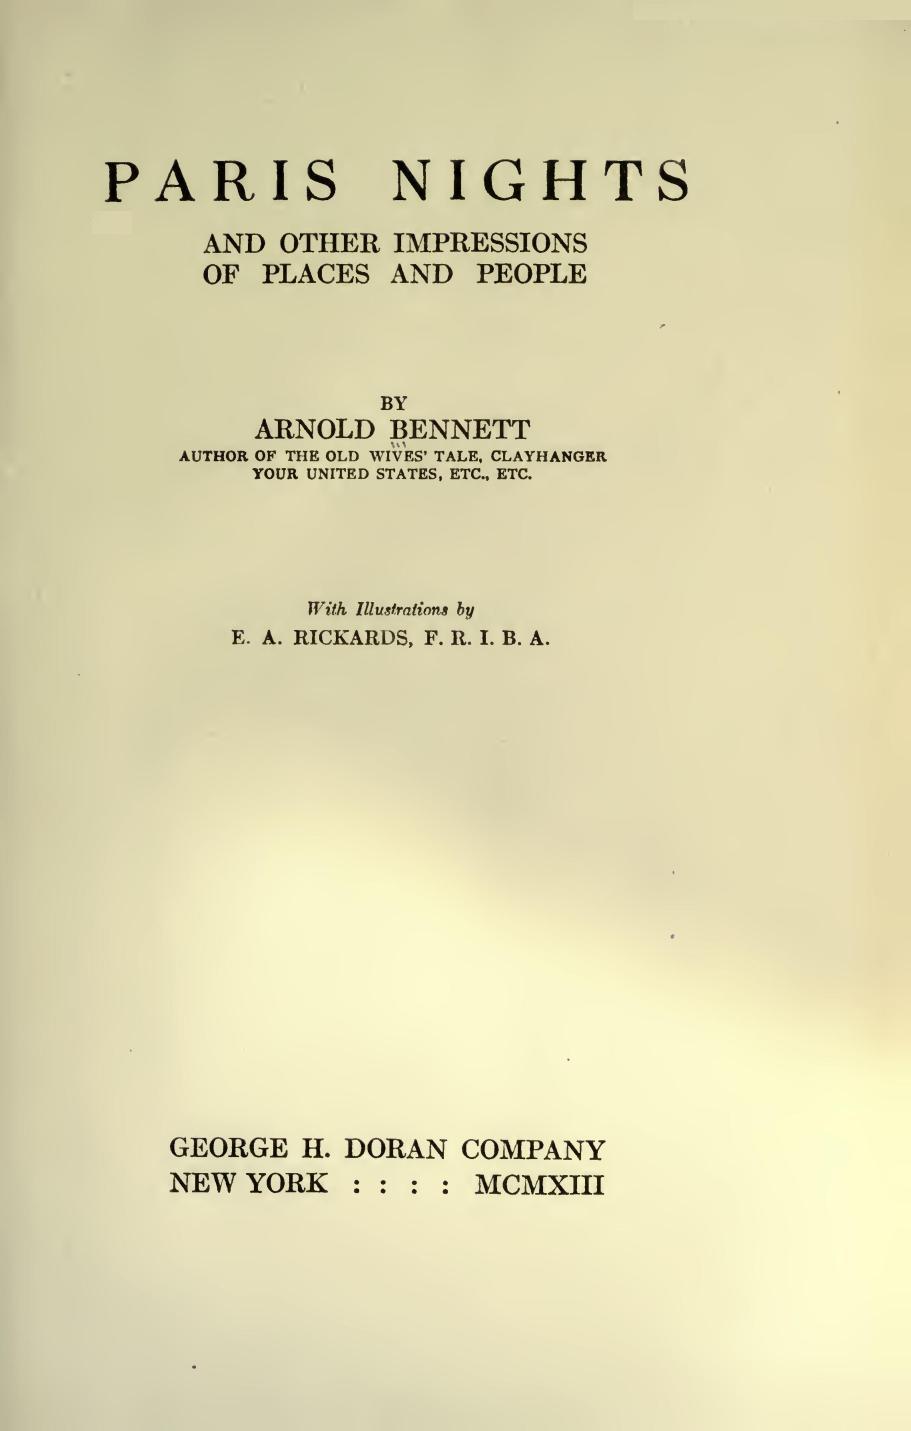 PARIS NIGHTS
AND OTHER IMPRESSIONS
OF PLACES AND PEOPLE
BY
ARNOLD BENNETT
AUTHOR OF THE OLD WIVES' TALE, CLAYHANGER
YOUR UNITED STATES, ETC., ETC.
With Illustrations by
E. A. RICKARDS, F. R. I. B. A.
GEORGE H. DORAN COMPANY
NEW YORK : : : : MCMXIII